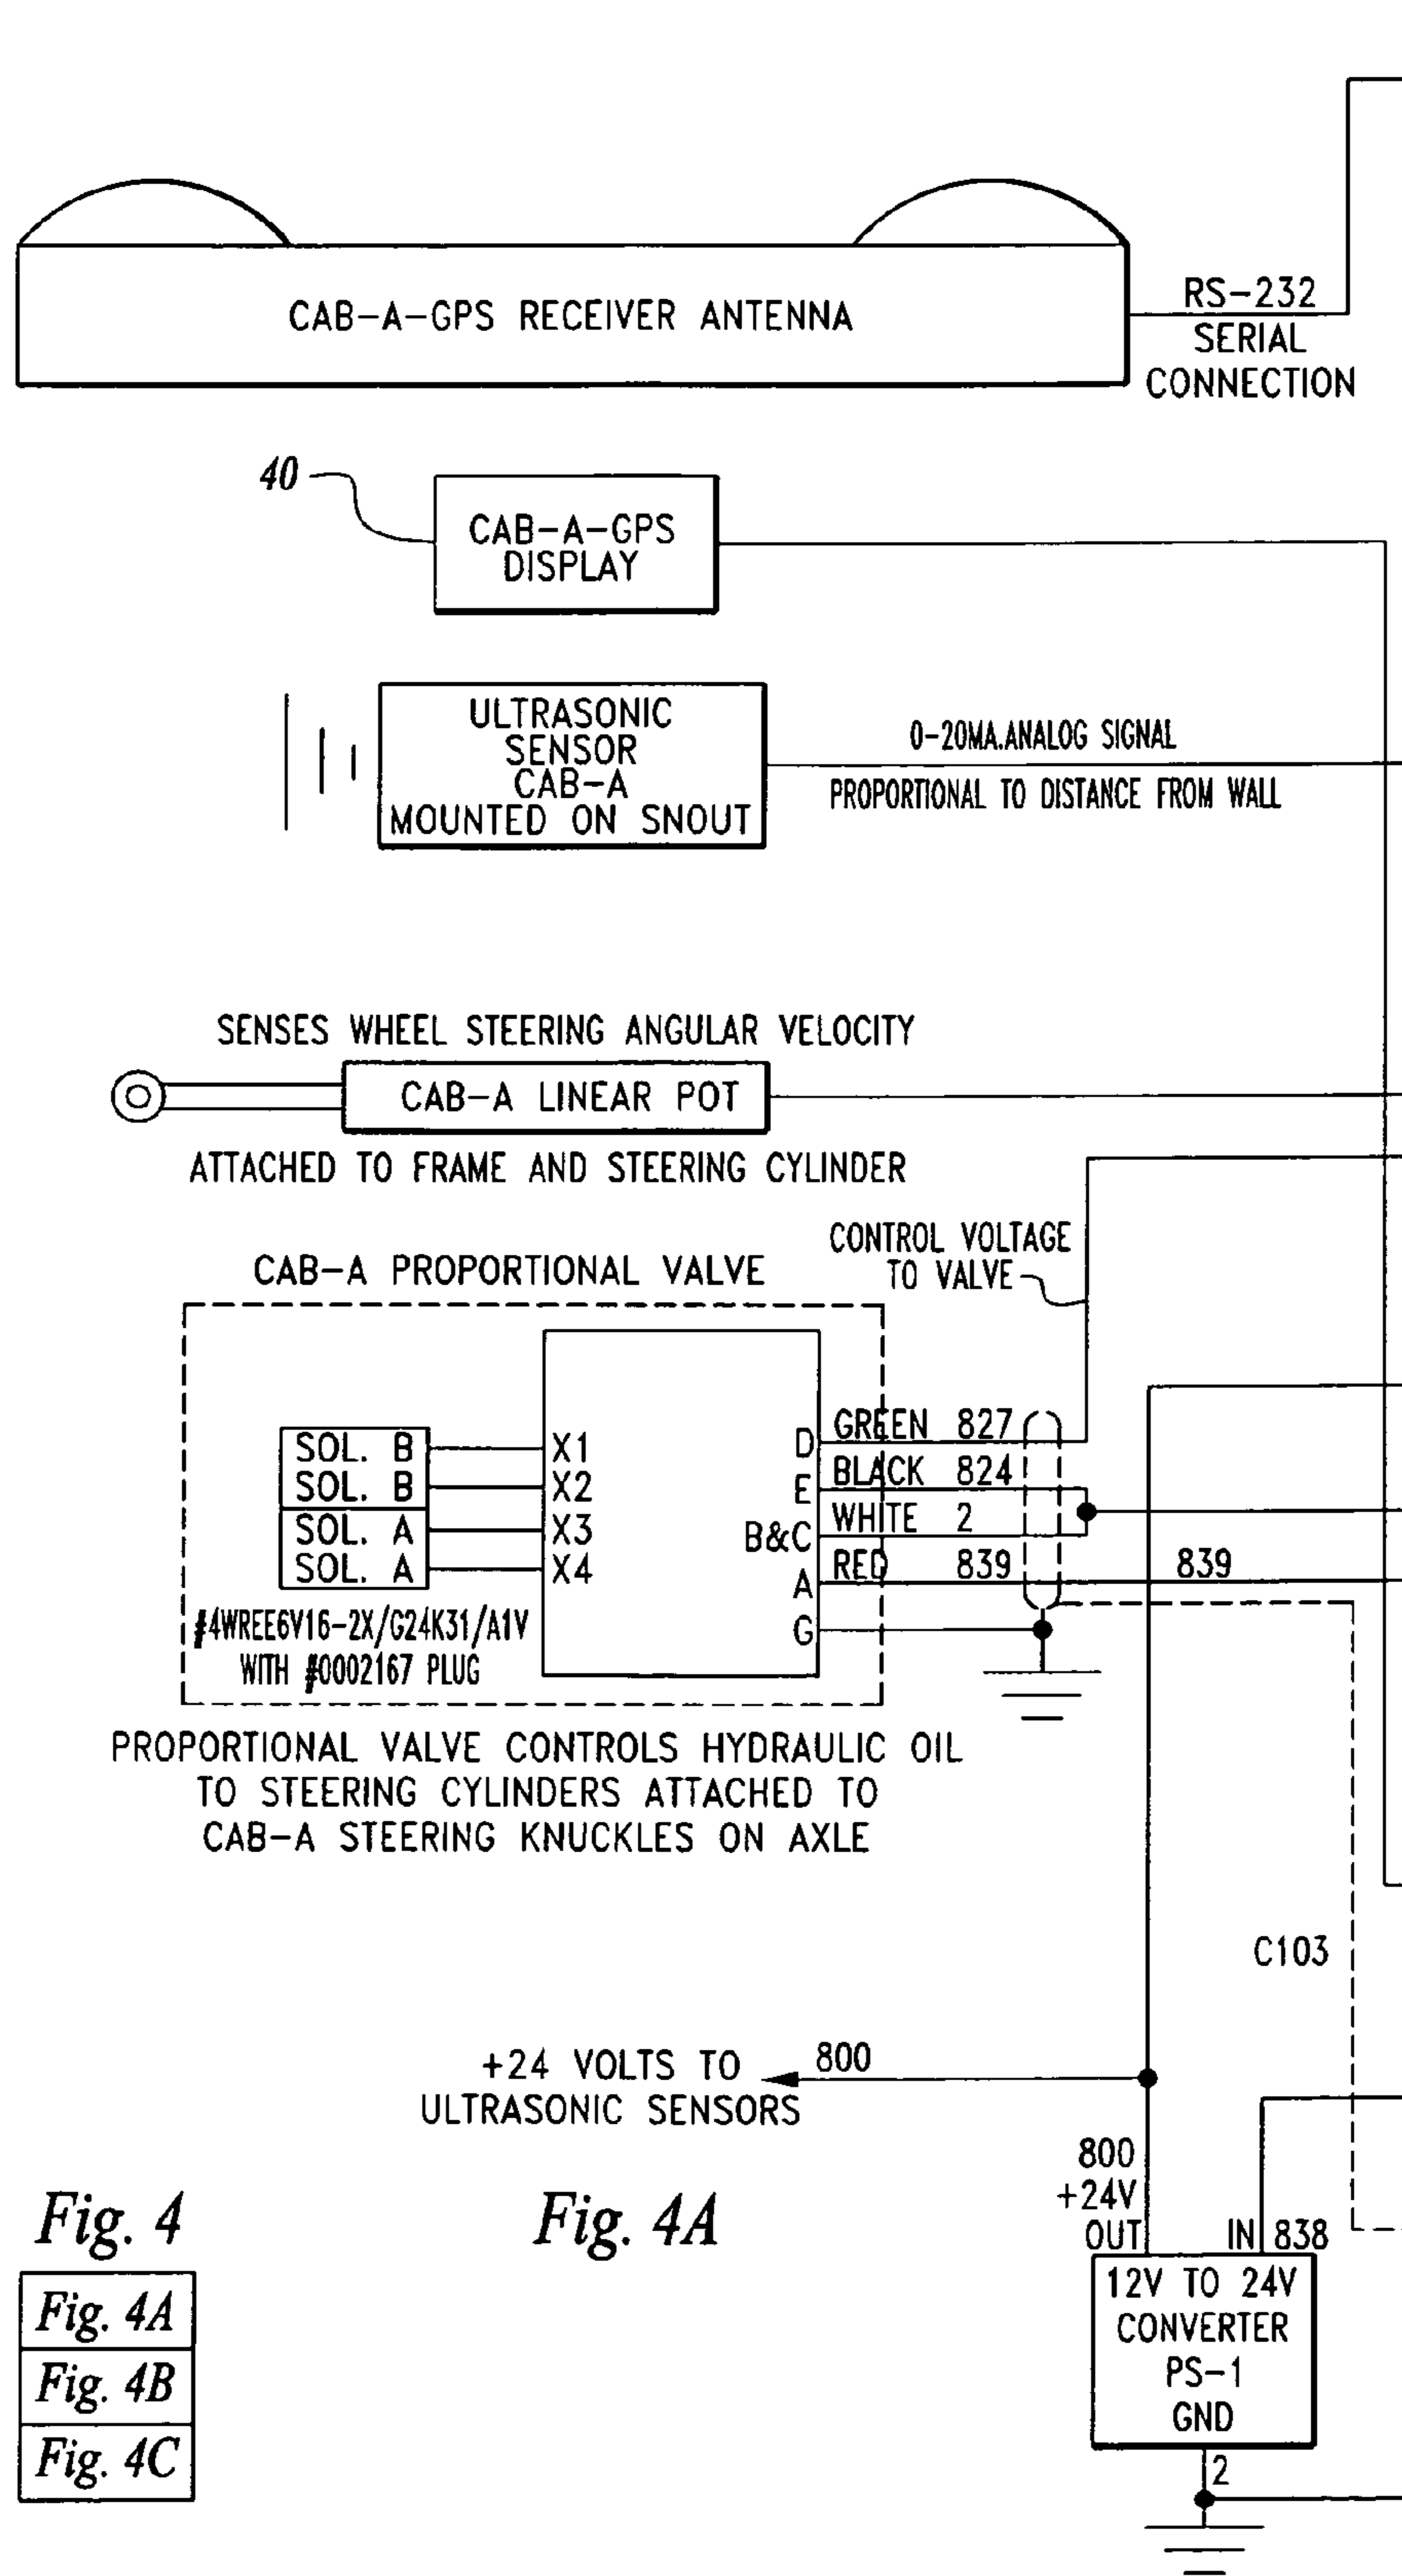 CAB-A-GPS RECEIVER ANTENNA
RS-232
SERIAL
CONNECTION
40
CAB-A-GPS
DISPLAY
ULTRASONIC
SENSOR
CAB-A
MOUNTED ON SNOUT
0-20MA.ANALOG SIGNAL
PROPORTIONAL TO DISTANCE FROM WALL
SENSES WHEEL STEERING ANGULAR VELOCITY
CAB-A LINEAR POT
ATTACHED TO FRAME AND STEERING CYLINDER
CONTROL VOLTAGE
TO VALVE
CAB-A PROPORTIONAL VALVE
SOL. B
SOL. B
SOL. A
SOL. A
X1
X2
X3
X4
D
E
B&C
A
G
GREEN 827
BLACK 824
WHITE 2
RED 839
839
#4WREE6V16-2X/G24K31/A1V
WITH #0002167 PLUG
PROPORTIONAL VALVE CONTROLS HYDRAULIC OIL
TO STEERING CYLINDERS ATTACHED TO
CAB-A STEERING KNUCKLES ON AXLE
C103
+24 VOLTS TO
ULTRASONIC SENSORS
800
800
+24V
OUT
IN 838
12V TO 24V
CONVERTER
PS-1
GND
2
Fig. 4
Fig. 4A
Fig. 4A
Fig. 4B
Fig. 4C